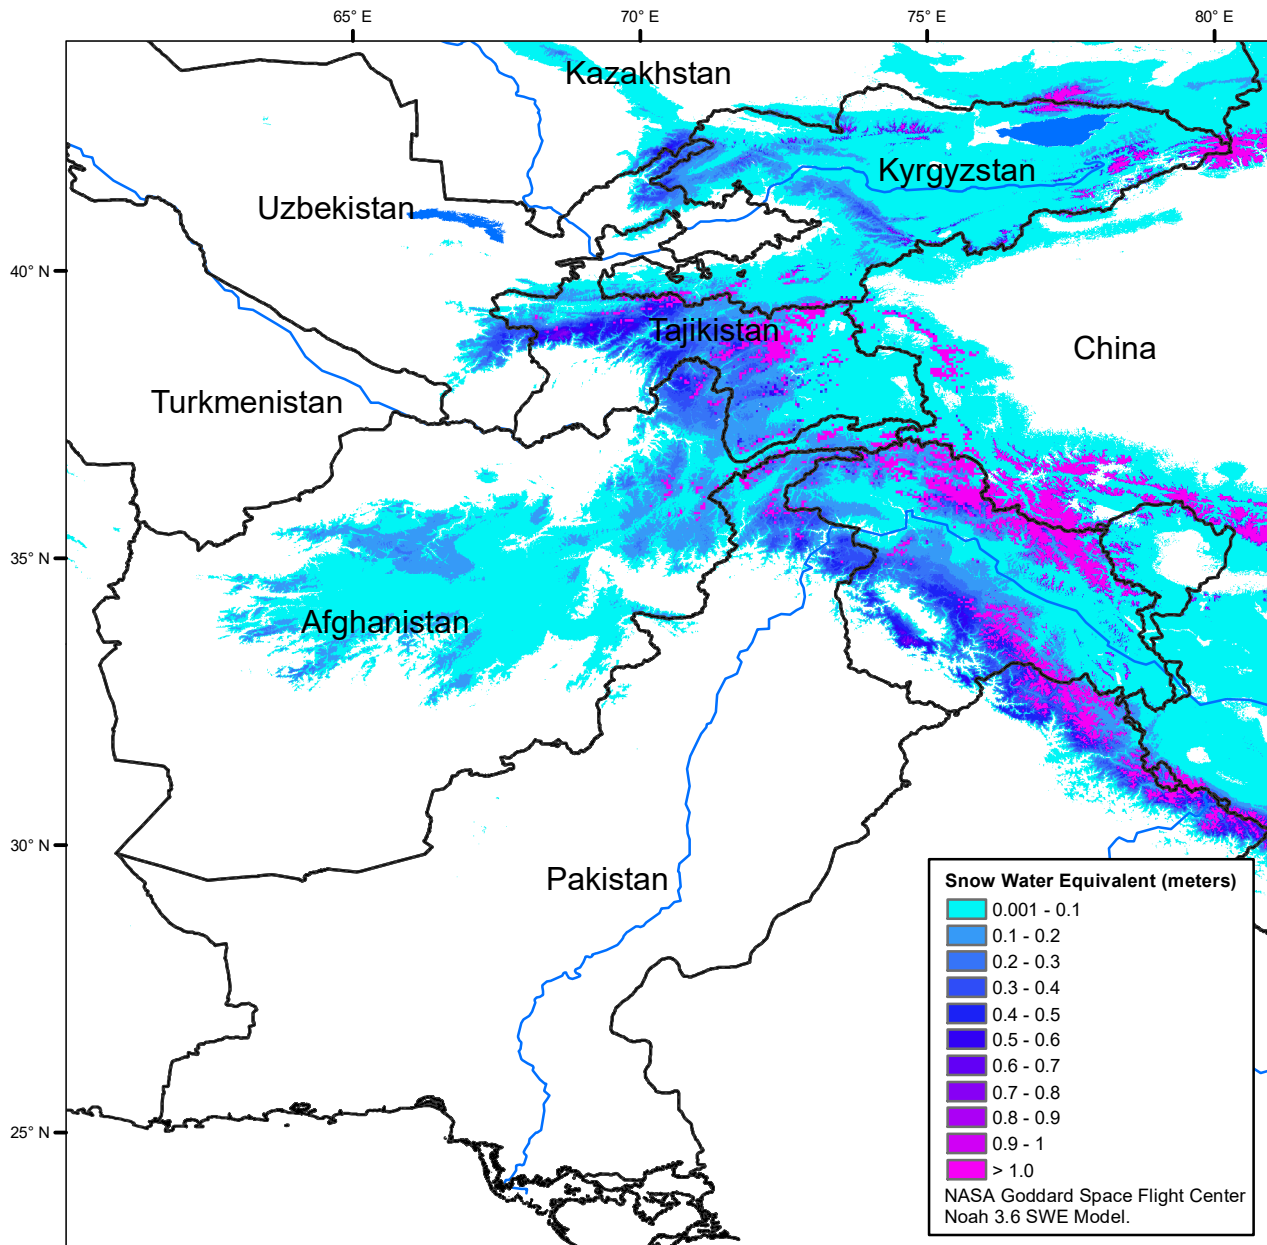 65° E
70° E
75° E
80° E
Kazakhstan
Kyrgyzstan
Uzbekistan
40° N
Tajikistan
China
Turkmenistan
35° N
Afghanistan
30° N
Pakistan
25° N
Snow Water Equivalent (meters)
0.001 - 0.1
0.1 - 0.2
0.2 - 0.3
0.3 - 0.4
0.4 - 0.5
0.5 - 0.6
0.6 - 0.7
0.7 - 0.8
0.8 - 0.9
0.9 - 1
> 1.0
NASA Goddard Space Flight Center
Noah 3.6 SWE Model.